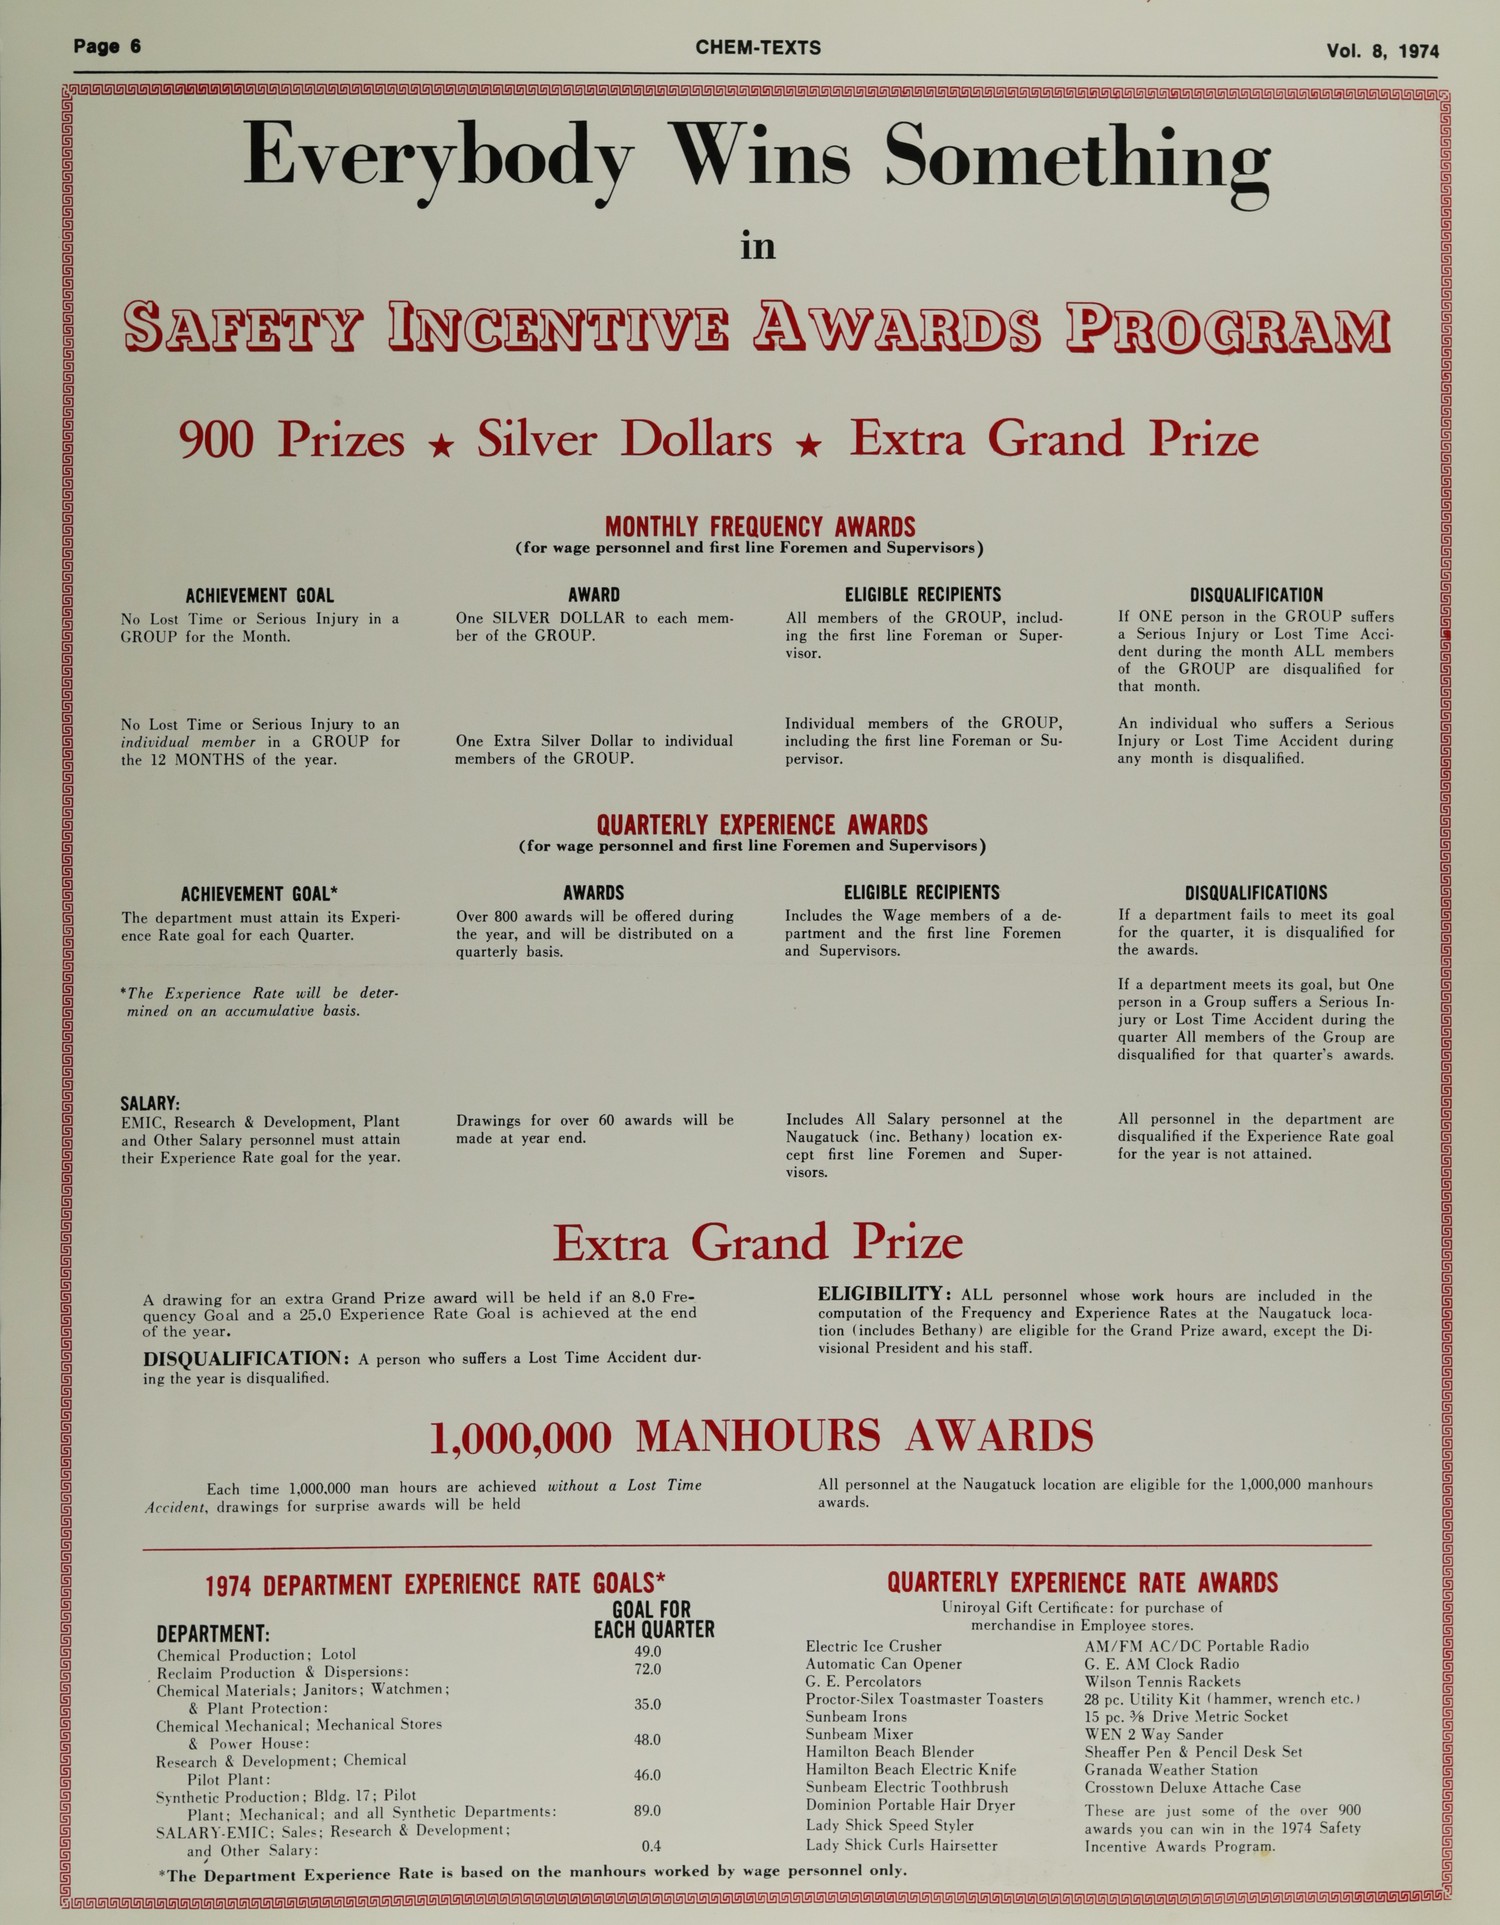 Page 6
CHEM-TEXTS
Vol. 8, 1974
Everybody Wins Something
in
SAFETY INCENTIVE AWARDS PROGRAM
900 Prizes ★ Silver Dollars ★ Extra Grand Prize
MONTHLY FREQUENCY AWARDS
(for wage personnel and first line Foremen and Supervisors)
ACHIEVEMENT GOAL
No Lost Time or Serious Injury in a
GROUP for the Month.
No Lost Time or Serious Injury to an
individual member in a GROUP for
the 12 MONTHS of the year.
AWARD
One SILVER DOLLAR to each mem-
ber of the GROUP.
One Extra Silver Dollar to individual
members of the GROUP.
ELIGIBLE RECIPIENTS
All members of the GROUP, includ-
ing the first line Foreman or Super-
visor.
Individual members of the GROUP,
including the first line Foreman or Su-
pervisor.
DISQUALIFICATION
If ONE person in the GROUP suffers
a Serious Injury or Lost Time Acci-
dent during the month ALL members
of the GROUP are disqualified for
that month.
An individual who suffers a Serious
Injury or Lost Time Accident during
any month is disqualified.
QUARTERLY EXPERIENCE AWARDS
(for wage personnel and first line Foremen and Supervisors)
ACHIEVEMENT GOAL*
The department must attain its Experi-
ence Rate goal for each Quarter.
*The Experience Rate will be deter-
mined on an accumulative basis.
AWARDS
Over 800 awards will be offered during
the year, and will be distributed on a
quarterly basis.
ELIGIBLE RECIPIENTS
Includes the Wage members of a de-
partment and the first line Foremen
and Supervisors.
DISQUALIFICATIONS
If a department fails to meet its goal
for the quarter, it is disqualified for
the awards.
If a department meets its goal, but One
person in a Group suffers a Serious In-
jury or Lost Time Accident during the
quarter All members of the Group are
disqualified for that quarter's awards.
SALARY:
EMIC, Research & Development, Plant
and Other Salary personnel must attain
their Experience Rate goal for the year.
Drawings for over 60 awards will be
made at year end.
Includes All Salary personnel at the
Naugatuck (inc. Bethany) location ex-
cept first line Foremen and Super-
visors.
All personnel in the department are
disqualified if the Experience Rate goal
for the year is not attained.
Extra Grand Prize
A drawing for an extra Grand Prize award will be held if an 8.0 Fre-
quency Goal and a 25.0 Experience Rate Goal is achieved at the end
of the year.
DISQUALIFICATION: A person who suffers a Lost Time Accident dur-
ing the year is disqualified.
ELIGIBILITY: ALL personnel whose work hours are included in the
computation of the Frequency and Experience Rates at the Naugatuck loca-
tion (includes Bethany) are eligible for the Grand Prize award, except the Di-
visional President and his staff.
1,000,000 MANHOURS AWARDS
Each time 1,000,000 man hours are achieved without a Lost Time
Accident, drawings for surprise awards will be held
All personnel at the Naugatuck location are eligible for the 1,000,000 manhours
awards.
1974 DEPARTMENT EXPERIENCE RATE GOALS*
GOAL FOR
DEPARTMENT: EACH QUARTER
Chemical Production; Lotol 49.0
Reclaim Production & Dispersions: 72.0
Chemical Materials; Janitors; Watchmen;
& Plant Protection: 35.0
Chemical Mechanical; Mechanical Stores
& Power House: 48.0
Research & Development; Chemical
Pilot Plant: 46.0
Synthetic Production; Bldg. 17; Pilot
Plant; Mechanical; and all Synthetic Departments: 89.0
SALARY-EMIC; Sales; Research & Development;
and Other Salary: 0.4
*The Department Experience Rate is based on the manhours worked by wage personnel only.
QUARTERLY EXPERIENCE RATE AWARDS
Uniroyal Gift Certificate: for purchase of
merchandise in Employee stores.
Electric Ice Crusher
Automatic Can Opener
G. E. Percolators
Proctor-Silex Toastmaster Toasters
Sunbeam Irons
Sunbeam Mixer
Hamilton Beach Blender
Hamilton Beach Electric Knife
Sunbeam Electric Toothbrush
Dominion Portable Hair Dryer
Lady Shick Speed Styler
Lady Shick Curls Hairsetter
AM/FM AC/DC Portable Radio
G. E. AM Clock Radio
Wilson Tennis Rackets
28 pc. Utility Kit (hammer, wrench etc.)
15 pc. ⅜ Drive Metric Socket
WEN 2 Way Sander
Sheaffer Pen & Pencil Desk Set
Granada Weather Station
Crosstown Deluxe Attache Case
These are just some of the over 900
awards you can win in the 1974 Safety
Incentive Awards Program.